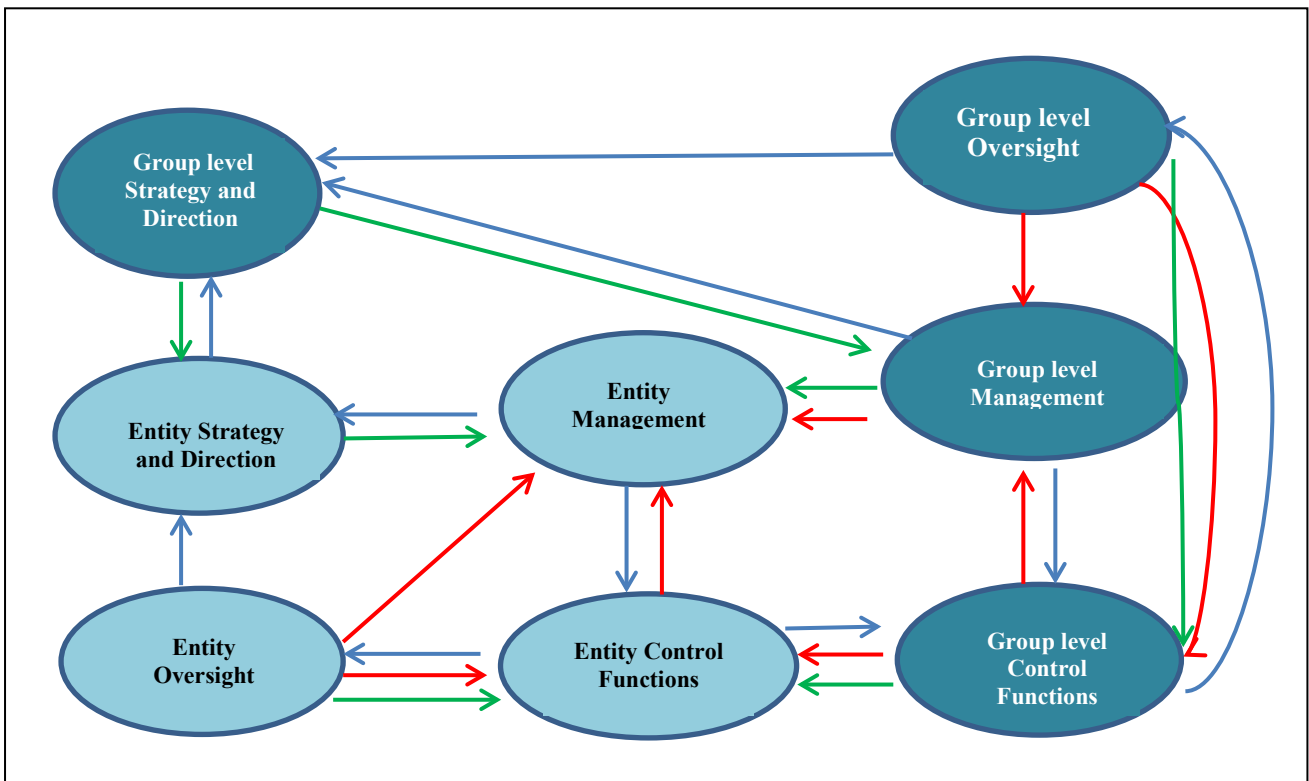 Group level
Oversight
Group level
Strategy and
Direction
Group level
Management
Entity
Management
Entity Strategy
and Direction
Entity
Oversight
Entity Control
Functions
Group level
Control
Functions